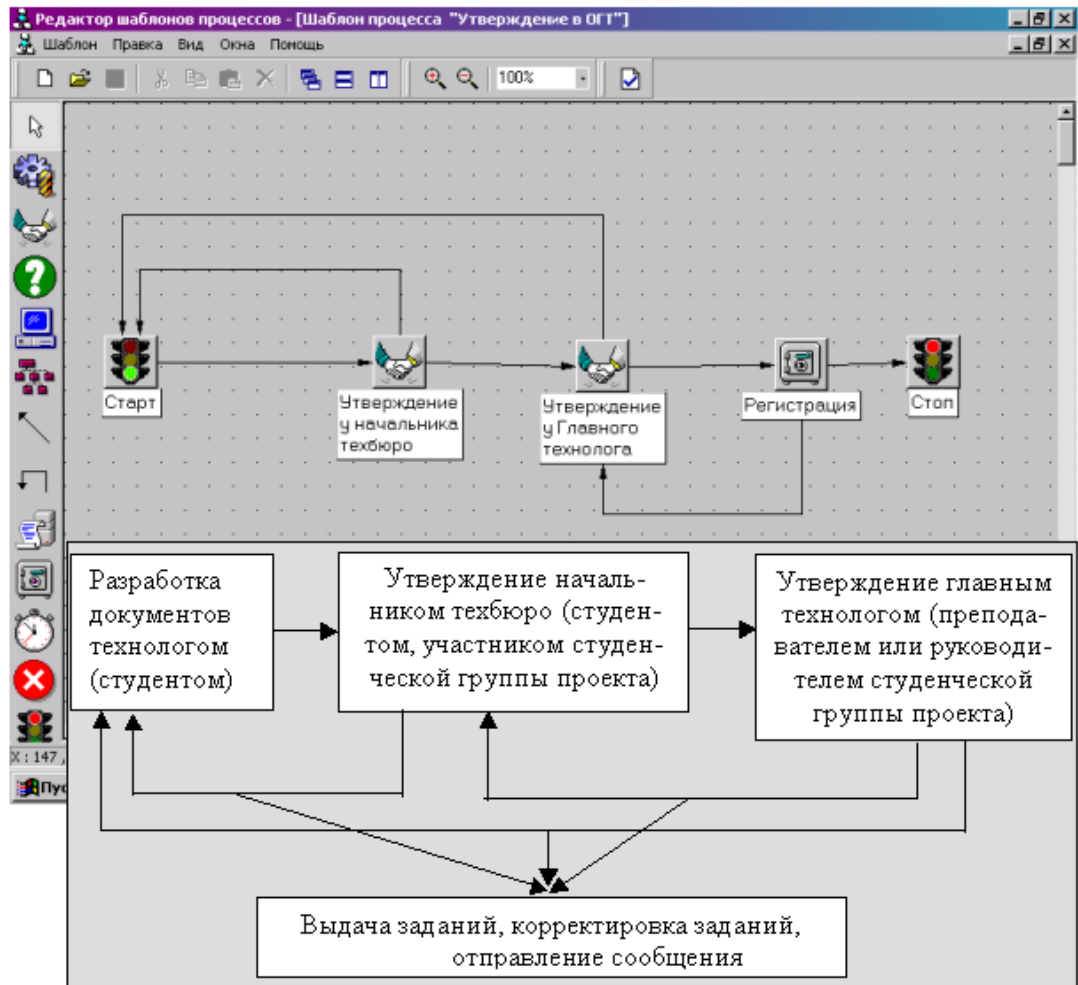 Редактор шаблонов процессов - [Шаблон процесса "Утверждение в ОГТ"]
Шаблон Правка Вид Окна Помощь
100%
Старт
Утверждение
у начальника
техбюро
Утверждение
у Главного
технолога
Регистрация
Стоп
X : 147 ,
Пус
Разработка
документов
технологом
(студентом)
Утверждение началь-
ником техбюро (студен-
том, участником студен-
ческой группы проекта)
Утверждение главным
технологом (препода-
вателем или руководи-
телем студенческой
группы проекта)
Выдача заданий, корректировка заданий,
отправление сообщения